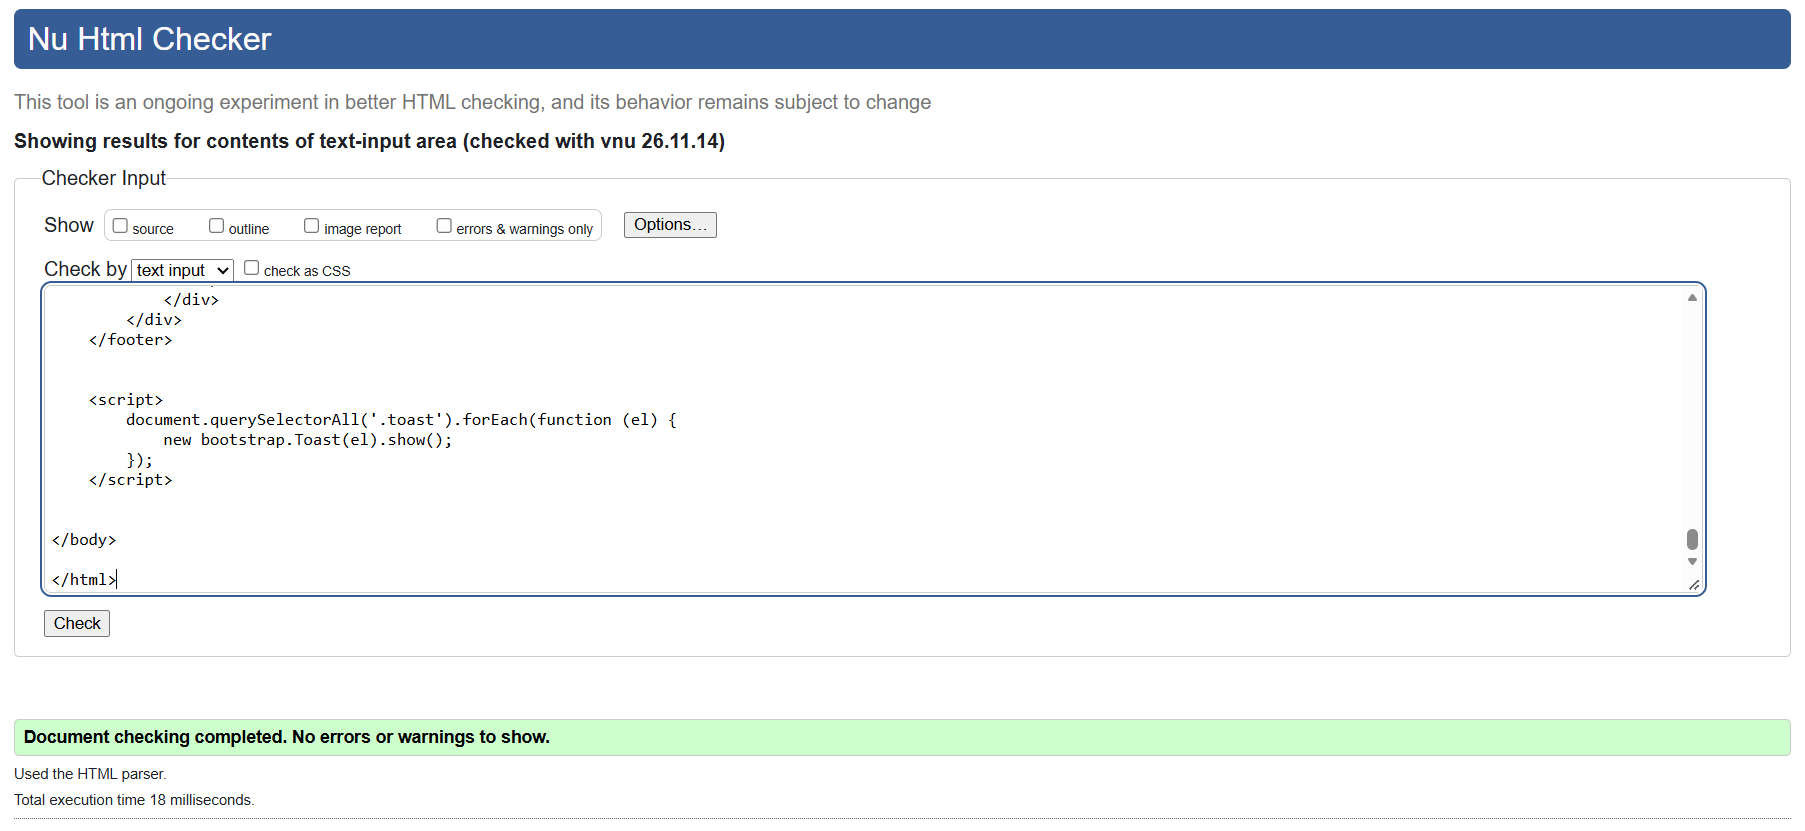 Nu Html Checker
This tool is an ongoing experiment in better HTML checking, and its behavior remains subject to change
Showing results for contents of text-input area (checked with vnu 26.11.14)
Checker Input
Show source outline image report errors & warnings only Options...
Check by text input check as CSS
</div>
</div>
</footer>
<script>
document.querySelectorAll('.toast').forEach(function (el) {
new bootstrap.Toast(el).show();
});
</script>
</body>
</html>
Check
Document checking completed. No errors or warnings to show.
Used the HTML parser.
Total execution time 18 milliseconds.